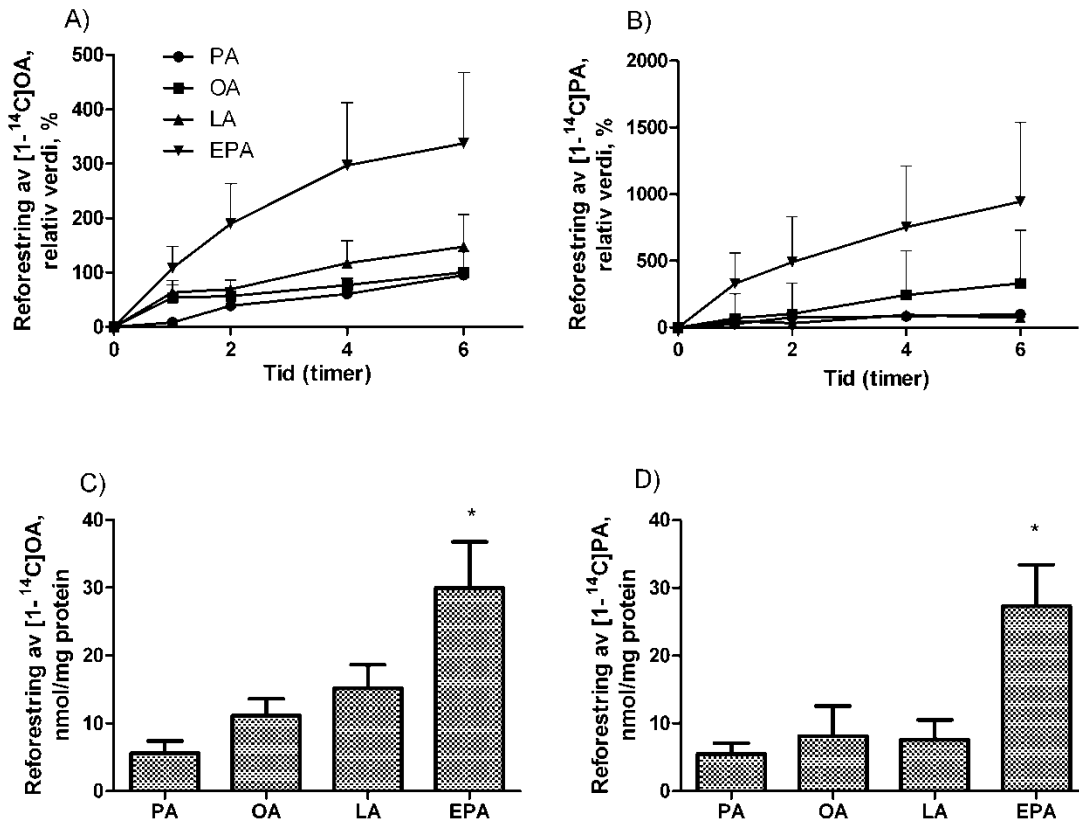 A)
Reforestring av [1-¹⁴C]OA,
relativ verdi, %
500
400
300
200
100
0
PA
OA
LA
EPA
0 2 4 6
Tid (timer)
B)
Reforestring av [1-¹⁴C]PA,
relativ verdi, %
2000
1500
1000
500
0
0 2 4 6
Tid (timer)
C)
Reforestring av [1-¹⁴C]OA,
nmol/mg protein
40
30
20
10
0
*
PA OA LA EPA
D)
Reforestring av [1-¹⁴C]PA,
nmol/mg protein
40
30
20
10
0
*
PA OA LA EPA